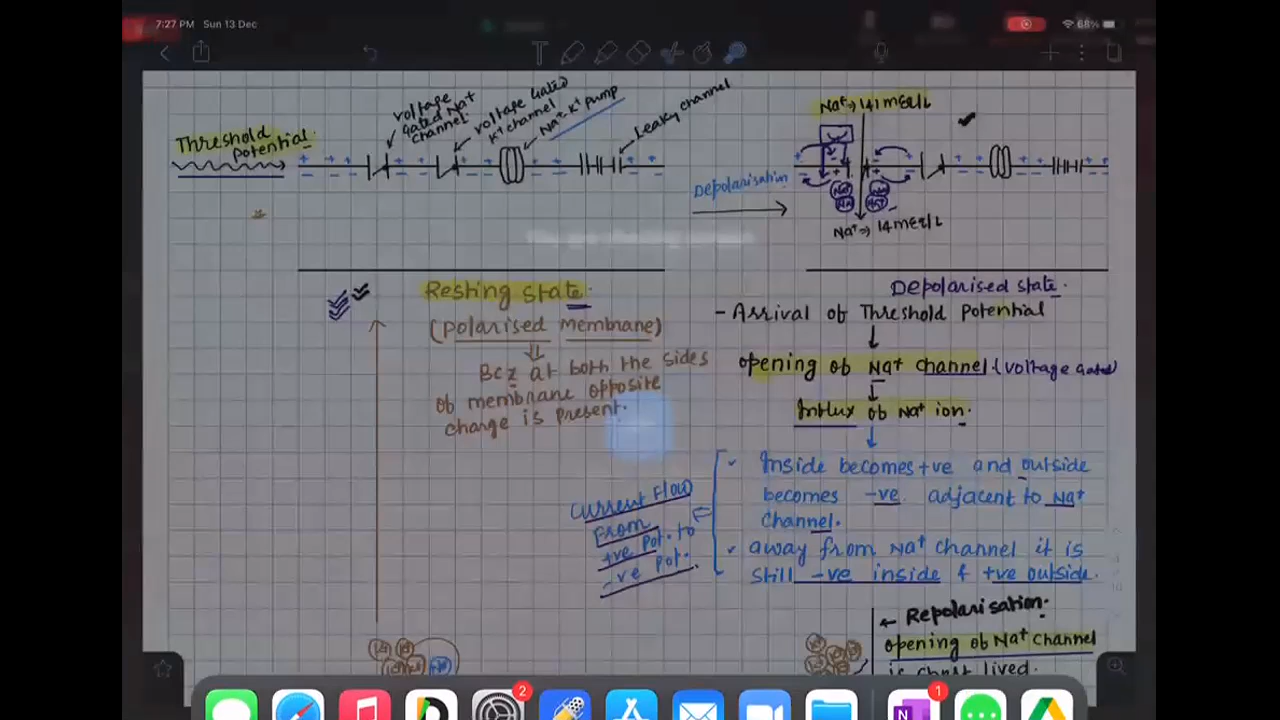 7:27 PM Sun 13 Dec
68%
Threshold
Potential
voltage
Gated Na+
channel
voltage Gated
K+ channel
Na+-K+ pump
Leaky channel
Depolarisation
Na+→ 141 mEq/L
Na+→ 14 mEq/L
Resting state
(Polarised Membrane)
Bcz at both the sides
of membrane opposite
charge is present.
Depolarised state
- Arrival of Threshold Potential
opening of Na+ channel (voltage Gated)
Influx of Na+ ion.
Inside becomes +ve and outside
becomes -ve adjacent to Na+
channel.
away from Na+ channel it is
still -ve inside & +ve outside.
Current Flow
From
+ve pot. to
-ve pot.
← Repolarisation.
opening of Na+ channel
is short lived
2
1